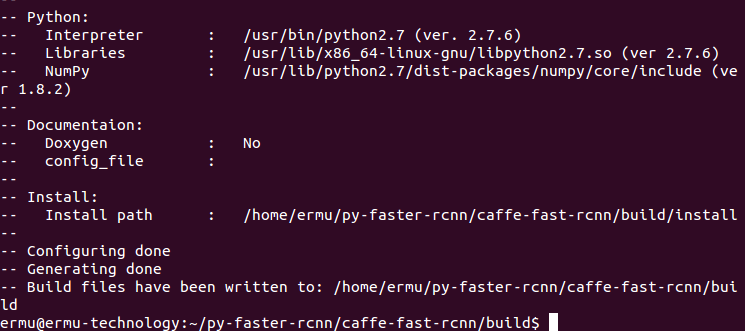 -- Python:
--   Interpreter       :   /usr/bin/python2.7 (ver. 2.7.6)
--   Libraries         :   /usr/lib/x86_64-linux-gnu/libpython2.7.so (ver 2.7.6)
--   NumPy             :   /usr/lib/python2.7/dist-packages/numpy/core/include (ve
r 1.8.2)
--
-- Documentaion:
--   Doxygen           :   No
--   config_file       :
--
-- Install:
--   Install path      :   /home/ermu/py-faster-rcnn/caffe-fast-rcnn/build/install
--
-- Configuring done
-- Generating done
-- Build files have been written to: /home/ermu/py-faster-rcnn/caffe-fast-rcnn/bui
ld
ermu@ermu-technology:~/py-faster-rcnn/caffe-fast-rcnn/build$